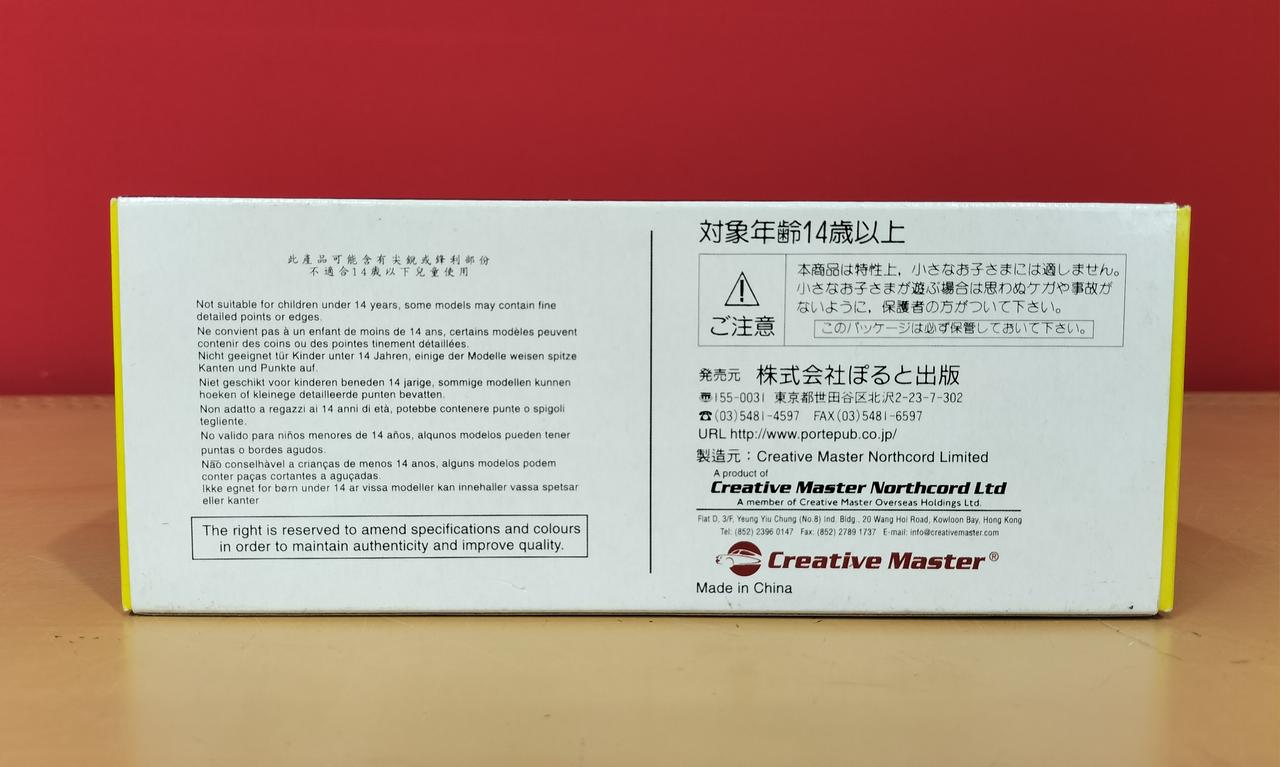 此產品可能含有尖銳或鋒利部份
不適合14歲以下兒童使用
Not suitable for children under 14 years, some models may contain fine
detailed points or edges.
Ne convient pas à un enfant de moins de 14 ans, certains modèles peuvent
contenir des coins ou des pointes tinement détaillées.
Nicht geeignet tür Kinder unter 14 Jahren, einige der Modelle weisen spitze
Kanten und Punkte auf.
Niet geschikt voor kinderen beneden 14 jarige, sommige modellen kunnen
hoeken of kleinege detailleerde punten bevatten.
Non adatto a regazzi ai 14 anni di età, potebbe contenere punte o spigoli
tegliente.
No valido para niños menores de 14 años, alqunos modelos pueden tener
puntas o bordes agudos.
Não conselhàvel a crianças de menos 14 anos, alguns modelos podem
conter paças cortantes a aguçadas.
Ikke egnet for børn under 14 ar vissa modeller kan innehaller vassa spetsar
eller kanter
The right is reserved to amend specifications and colours
in order to maintain authenticity and improve quality.
対象年齢14歳以上
ご注意
本商品は特性上，小さなお子さまには適しません。
小さなお子さまが遊ぶ場合は思わぬケガや事故が
ないように，保護者の方がついて下さい。
このパッケージは必ず保管しておいて下さい。
発売元 株式会社ぽると出版
〠155-0031 東京都世田谷区北沢2-23-7-302
☎(03)5481-4597 FAX(03)5481-6597
URL http://www.portepub.co.jp/
製造元：Creative Master Northcord Limited
A product of
Creative Master Northcord Ltd
A member of Creative Master Overseas Holdings Ltd.
Flat D, 3/F, Yeung Yiu Chung (No.8) Ind. Bldg., 20 Wang Hoi Road, Kowloon Bay, Hong Kong
Tel: (852) 2396 0147 Fax: (852) 2789 1737 E-mail: info@creativemaster.com
Creative Master®
Made in China